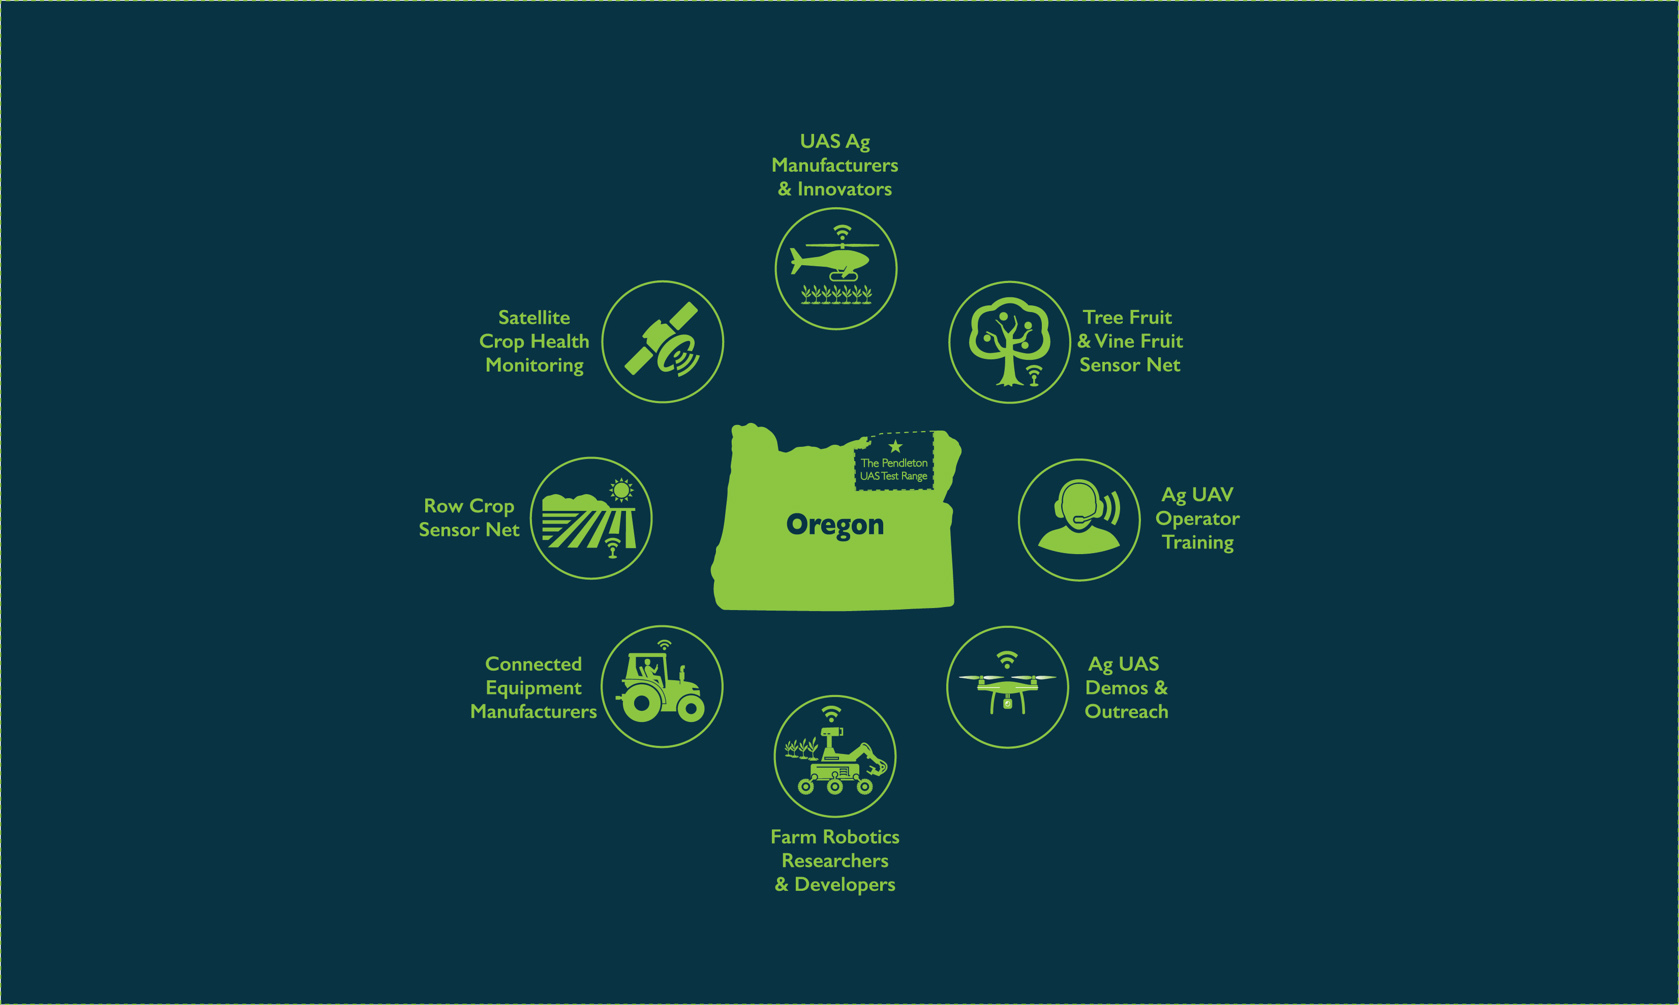 UAS Ag
Manufacturers
& Innovators
Satellite
Crop Health
Monitoring
Tree Fruit
& Vine Fruit
Sensor Net
The Pendleton
UAS Test Range
Oregon
Row Crop
Sensor Net
Ag UAV
Operator
Training
Connected
Equipment
Manufacturers
Ag UAS
Demos &
Outreach
Farm Robotics
Researchers
& Developers